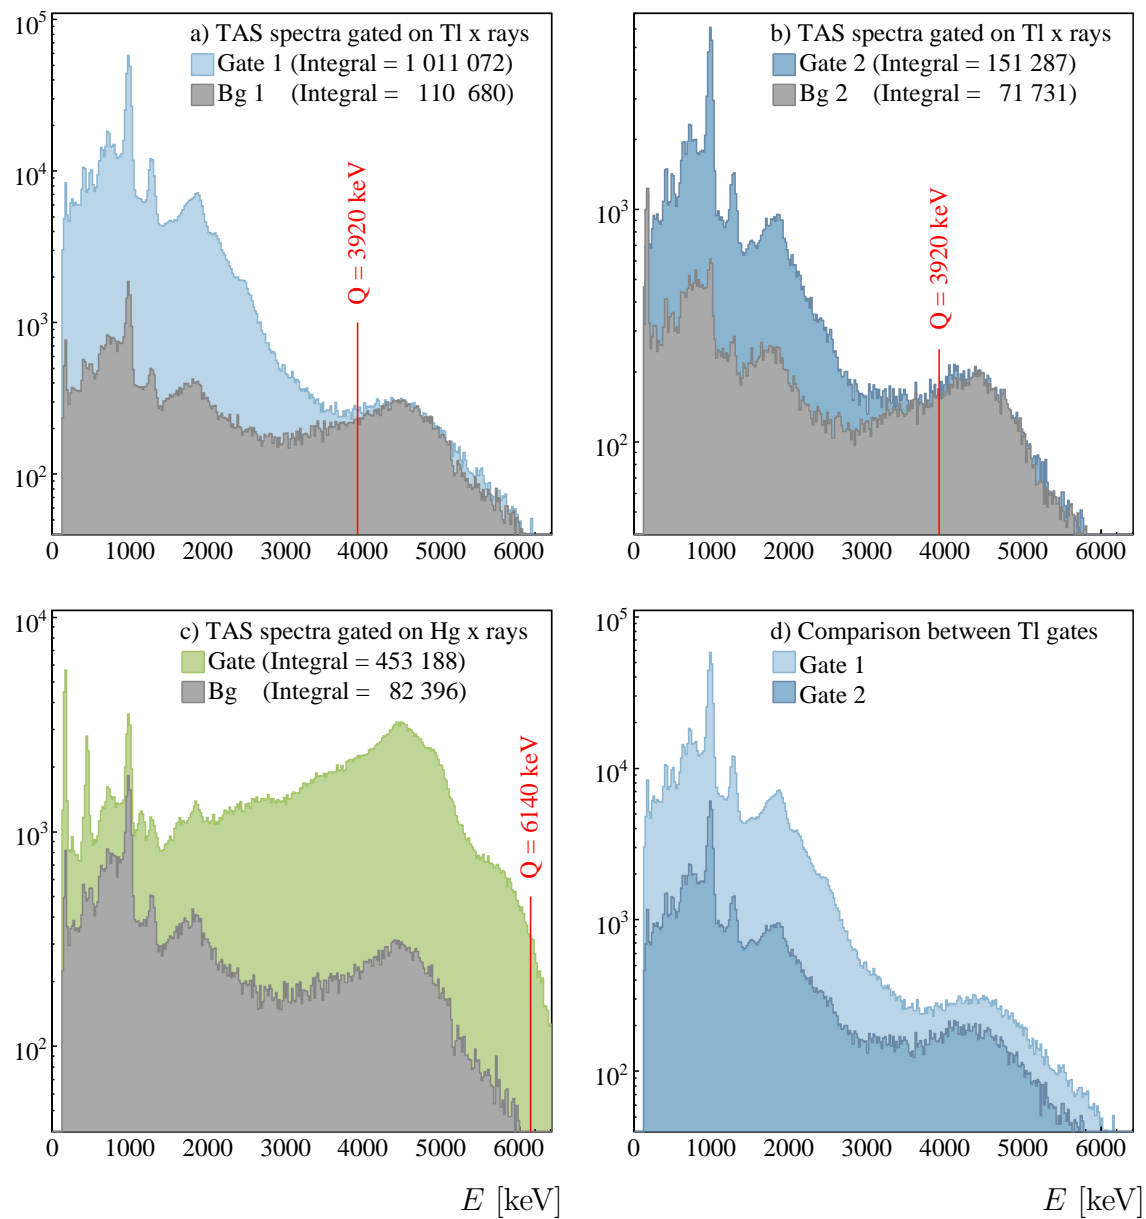 a) TAS spectra gated on Tl x rays
Gate 1 (Integral = 1 011 072)
Bg 1 (Integral = 110 680)
Q = 3920 keV
10^5
10^4
10^3
10^2
0 1000 2000 3000 4000 5000 6000
b) TAS spectra gated on Tl x rays
Gate 2 (Integral = 151 287)
Bg 2 (Integral = 71 731)
Q = 3920 keV
10^3
10^2
0 1000 2000 3000 4000 5000 6000
c) TAS spectra gated on Hg x rays
Gate (Integral = 453 188)
Bg (Integral = 82 396)
Q = 6140 keV
10^4
10^3
10^2
0 1000 2000 3000 4000 5000 6000
E [keV]
d) Comparison between Tl gates
Gate 1
Gate 2
10^5
10^4
10^3
10^2
0 1000 2000 3000 4000 5000 6000
E [keV]